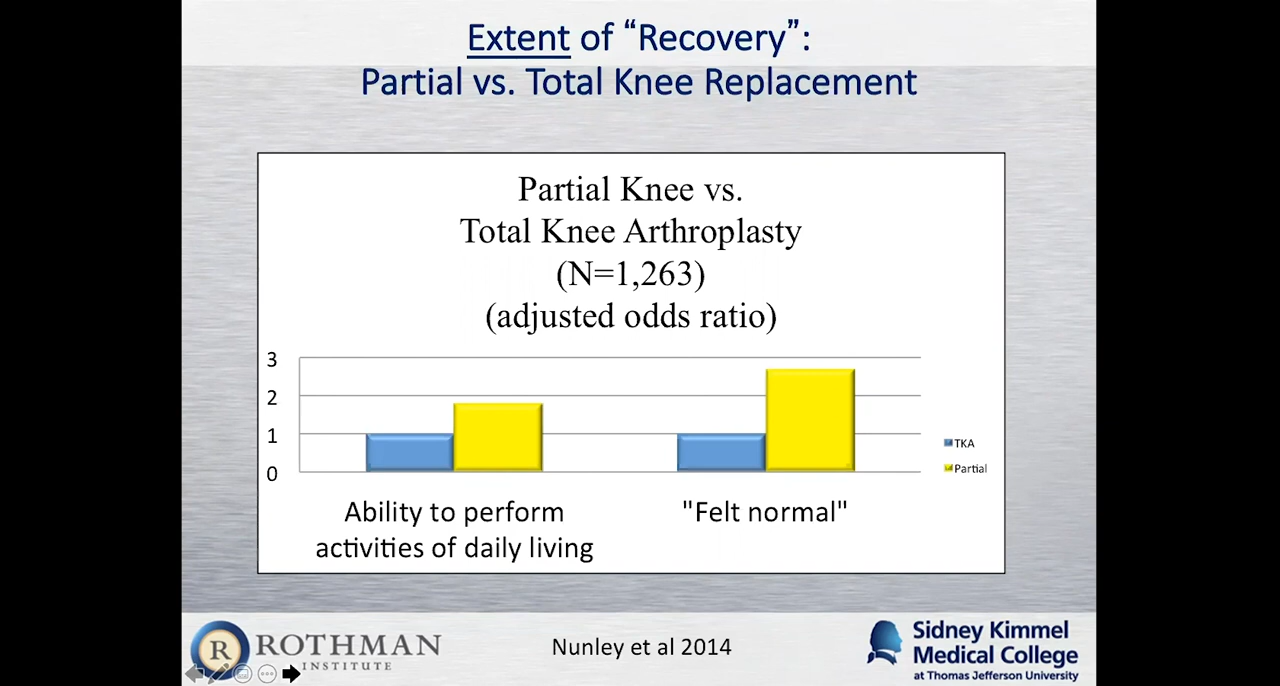 Extent of “Recovery”:
Partial vs. Total Knee Replacement
Partial Knee vs.
Total Knee Arthroplasty
(N=1,263)
(adjusted odds ratio)
3
2
1
0
TKA
Partial
Ability to perform
activities of daily living
"Felt normal"
R
ROTHMAN
INSTITUTE
Nunley et al 2014
Sidney Kimmel
Medical College
at Thomas Jefferson University